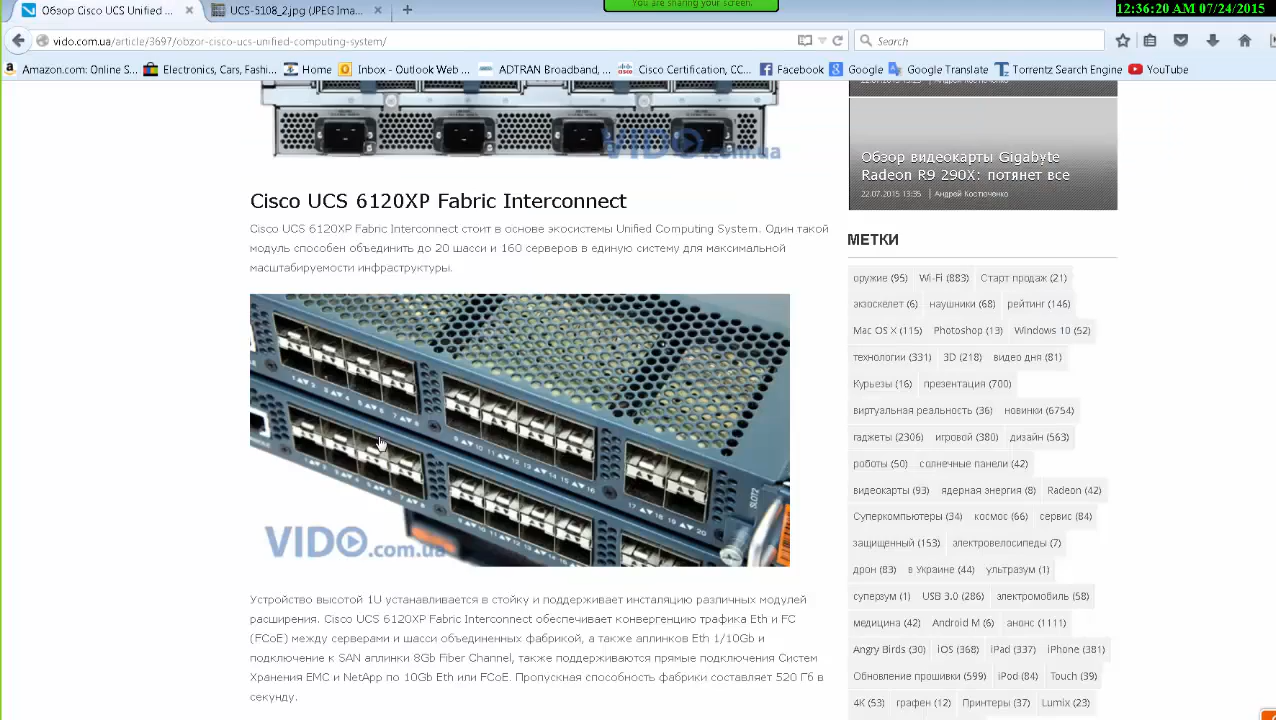 You are sharing your screen.
12:36:20 AM 07/24/2015
Обзор Cisco UCS Unified ...
UCS-5108_2.jpg (JPEG Ima...
vido.com.ua/article/3697/obzor-cisco-ucs-unified-computing-system/
Search
Amazon.com: Online S...
Electronics, Cars, Fashi...
Home
Inbox - Outlook Web ...
ADTRAN Broadband, ...
Cisco Certification, CC...
Facebook
Google
Google Translate
Torrentz Search Engine
YouTube
VIDO.com.ua
Cisco UCS 6120XP Fabric Interconnect
Cisco UCS 6120XP Fabric Interconnect стоит в основе экосистемы Unified Computing System. Один такой
модуль способен объединить до 20 шасси и 160 серверов в единую систему для максимальной
масштабируемости инфраструктуры.
SLOT2
VIDO.com.ua
Устройство высотой 1U устанавливается в стойку и поддерживает инсталяцию различных модулей
расширения. Cisco UCS 6120XP Fabric Interconnect обеспечивает конвергенцию трафика Eth и FC
(FCoE) между серверами и шасси объединенных фабрикой, а также аплинков Eth 1/10Gb и
подключение к SAN аплинки 8Gb Fiber Channel, также поддерживаются прямые подключения Систем
Хранения EMC и NetApp по 10Gb Eth или FCoE. Пропускная способность фабрики составляет 520 Гб в
секунду.
Обзор видеокарты Gigabyte
Radeon R9 290X: потянет все
22.07.2015 13:35 | Андрей Костюченко
МЕТКИ
оружие (95) Wi-Fi (883) Старт продаж (21)
экзоскелет (6) наушники (68) рейтинг (146)
Mac OS X (115) Photoshop (13) Windows 10 (52)
технологии (331) 3D (218) видео дня (81)
Курьезы (16) презентация (700)
виртуальная реальность (36) новинки (6754)
гаджеты (2306) игровой (380) дизайн (563)
роботы (50) солнечные панели (42)
видеокарты (93) ядерная энергия (8) Radeon (42)
Суперкомпьютеры (34) космос (66) сервис (84)
защищенный (153) электровелосипеды (7)
дрон (83) в Украине (44) ультразум (1)
суперзум (1) USB 3.0 (286) электромобиль (58)
медицина (42) Android M (6) анонс (1111)
Angry Birds (30) iOS (368) iPad (337) iPhone (381)
Обновление прошивки (599) iPod (84) Touch (39)
4K (53) графен (12) Принтеры (37) Lumix (23)